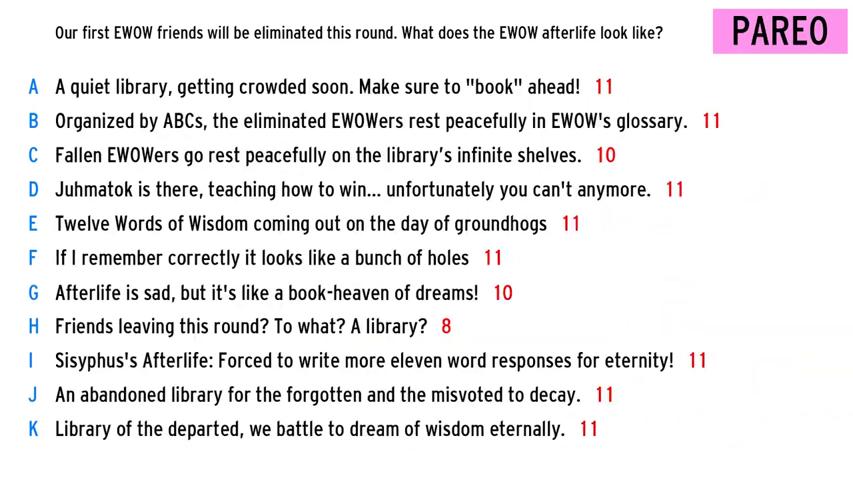 Our first EWOW friends will be eliminated this round. What does the EWOW afterlife look like?
PAREO
A A quiet library, getting crowded soon. Make sure to "book" ahead! 11
B Organized by ABCs, the eliminated EWOWers rest peacefully in EWOW's glossary. 11
C Fallen EWOWers go rest peacefully on the library’s infinite shelves. 10
D Juhmatok is there, teaching how to win... unfortunately you can't anymore. 11
E Twelve Words of Wisdom coming out on the day of groundhogs 11
F If I remember correctly it looks like a bunch of holes 11
G Afterlife is sad, but it's like a book-heaven of dreams! 10
H Friends leaving this round? To what? A library? 8
I Sisyphus's Afterlife: Forced to write more eleven word responses for eternity! 11
J An abandoned library for the forgotten and the misvoted to decay. 11
K Library of the departed, we battle to dream of wisdom eternally. 11